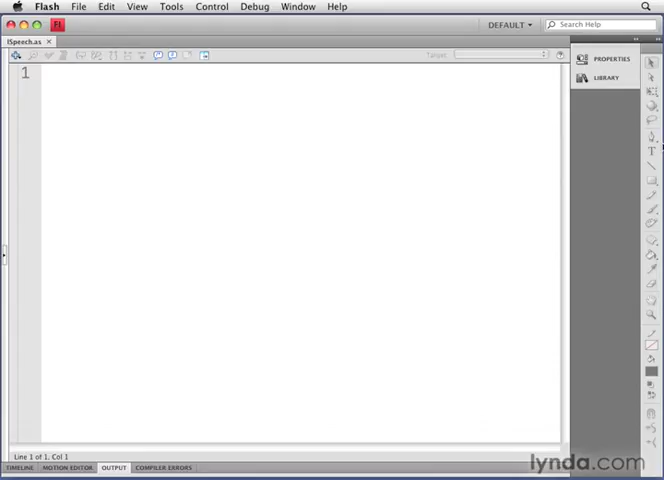 Flash File Edit View Tools Control Debug Window Help
Fl DEFAULT Search Help
ISpeech.as
Target:
1
PROPERTIES
LIBRARY
T
Line 1 of 1, Col 1
TIMELINE MOTION EDITOR OUTPUT COMPILER ERRORS
lynda.com